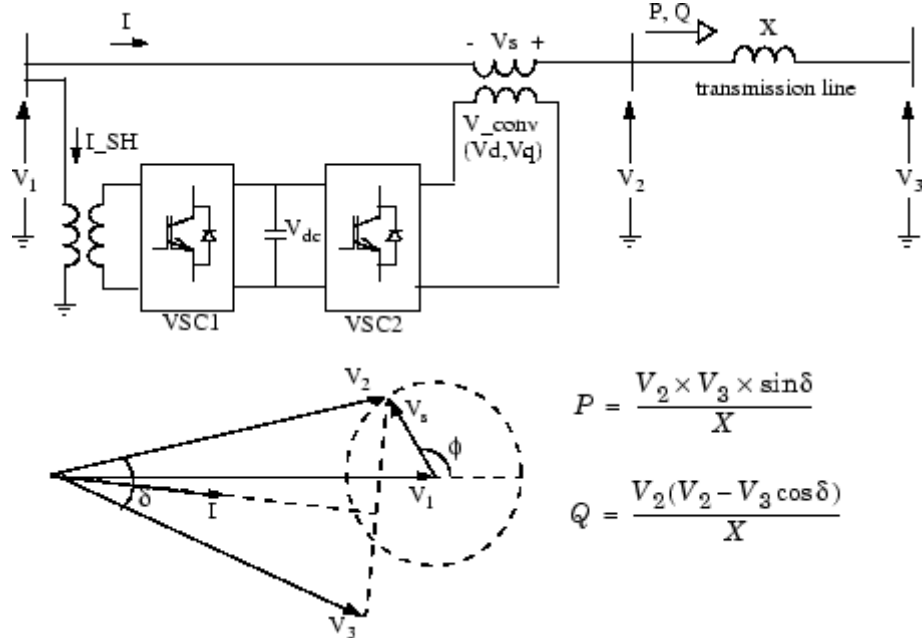 I
- Vs +
P, Q
X
transmission line
V_conv
(Vd,Vq)
I_SH
V1
V2
V3
Vdc
VSC1
VSC2
V2
Vs
ϕ
V1
δ
I
V3
P = V2 × V3 × sinδ / X
Q = V2(V2 − V3 cosδ) / X